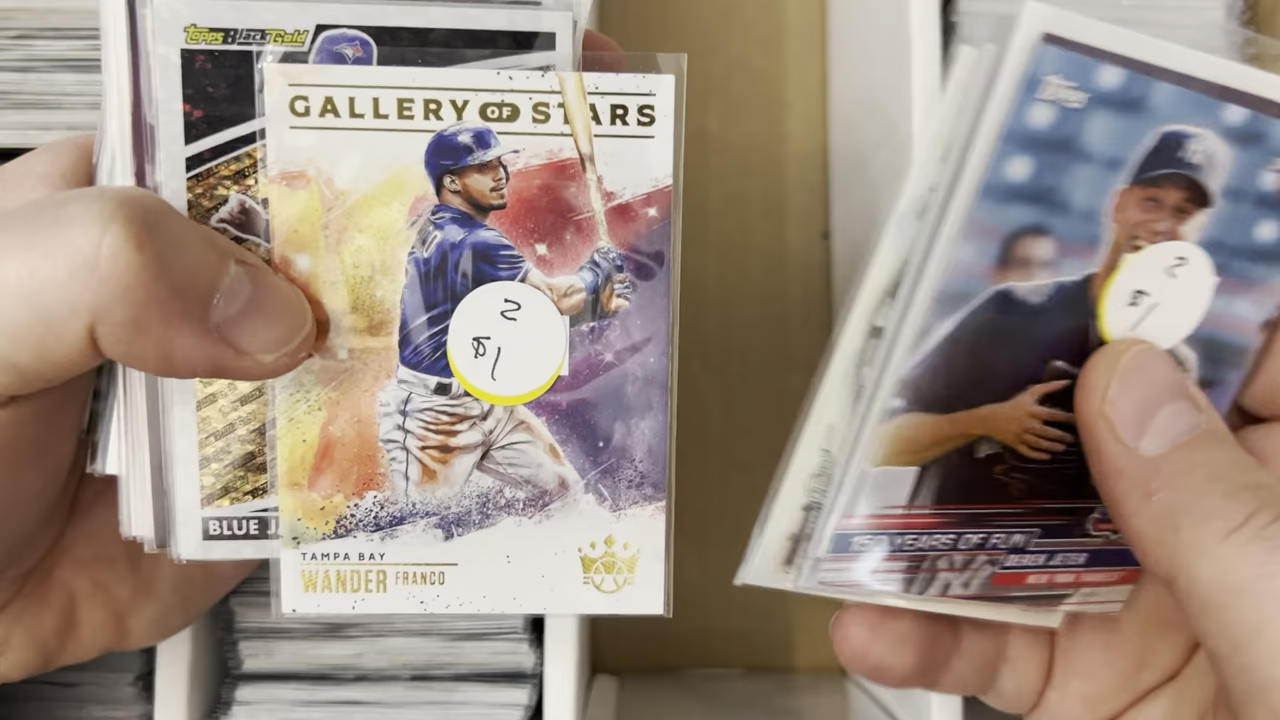 Topps Black Gold
GALLERY OF STARS
2
$1
BLUE J
TAMPA BAY
WANDER FRANCO
Topps
2
$1
150 YEARS OF FUN
DEREK JETER
NEW YORK YANKEES